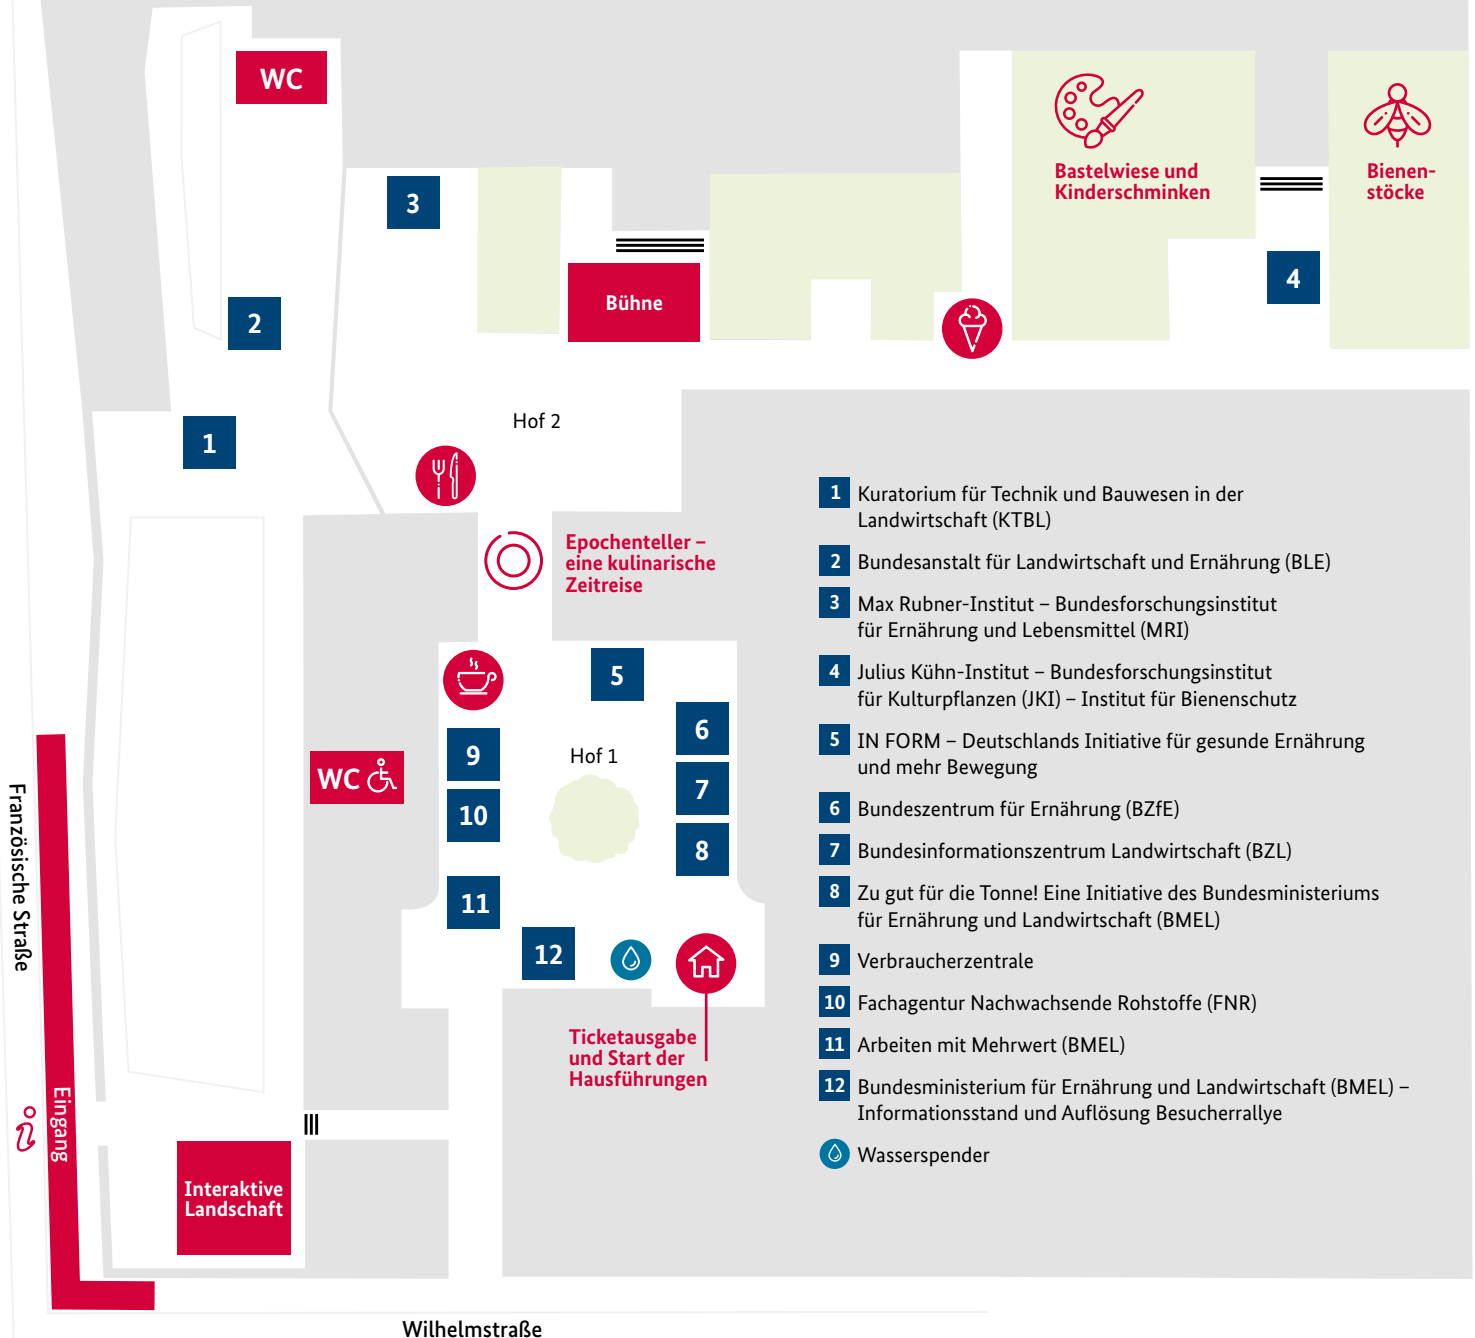 WC
3
Bastelwiese und
Kinderschminken
Bienen-
stöcke
2
Bühne
4
1
Hof 2
Epochenteller –
eine kulinarische
Zeitreise
5
6
9
Hof 1
7
WC
10
8
11
12
Ticketausgabe
und Start der
Hausführungen
Französische Straße
Eingang
Interaktive
Landschaft
Wilhelmstraße
1 Kuratorium für Technik und Bauwesen in der
Landwirtschaft (KTBL)
2 Bundesanstalt für Landwirtschaft und Ernährung (BLE)
3 Max Rubner-Institut – Bundesforschungsinstitut
für Ernährung und Lebensmittel (MRI)
4 Julius Kühn-Institut – Bundesforschungsinstitut
für Kulturpflanzen (JKI) – Institut für Bienenschutz
5 IN FORM – Deutschlands Initiative für gesunde Ernährung
und mehr Bewegung
6 Bundeszentrum für Ernährung (BZfE)
7 Bundesinformationszentrum Landwirtschaft (BZL)
8 Zu gut für die Tonne! Eine Initiative des Bundesministeriums
für Ernährung und Landwirtschaft (BMEL)
9 Verbraucherzentrale
10 Fachagentur Nachwachsende Rohstoffe (FNR)
11 Arbeiten mit Mehrwert (BMEL)
12 Bundesministerium für Ernährung und Landwirtschaft (BMEL) –
Informationsstand und Auflösung Besucherrallye
Wasserspender